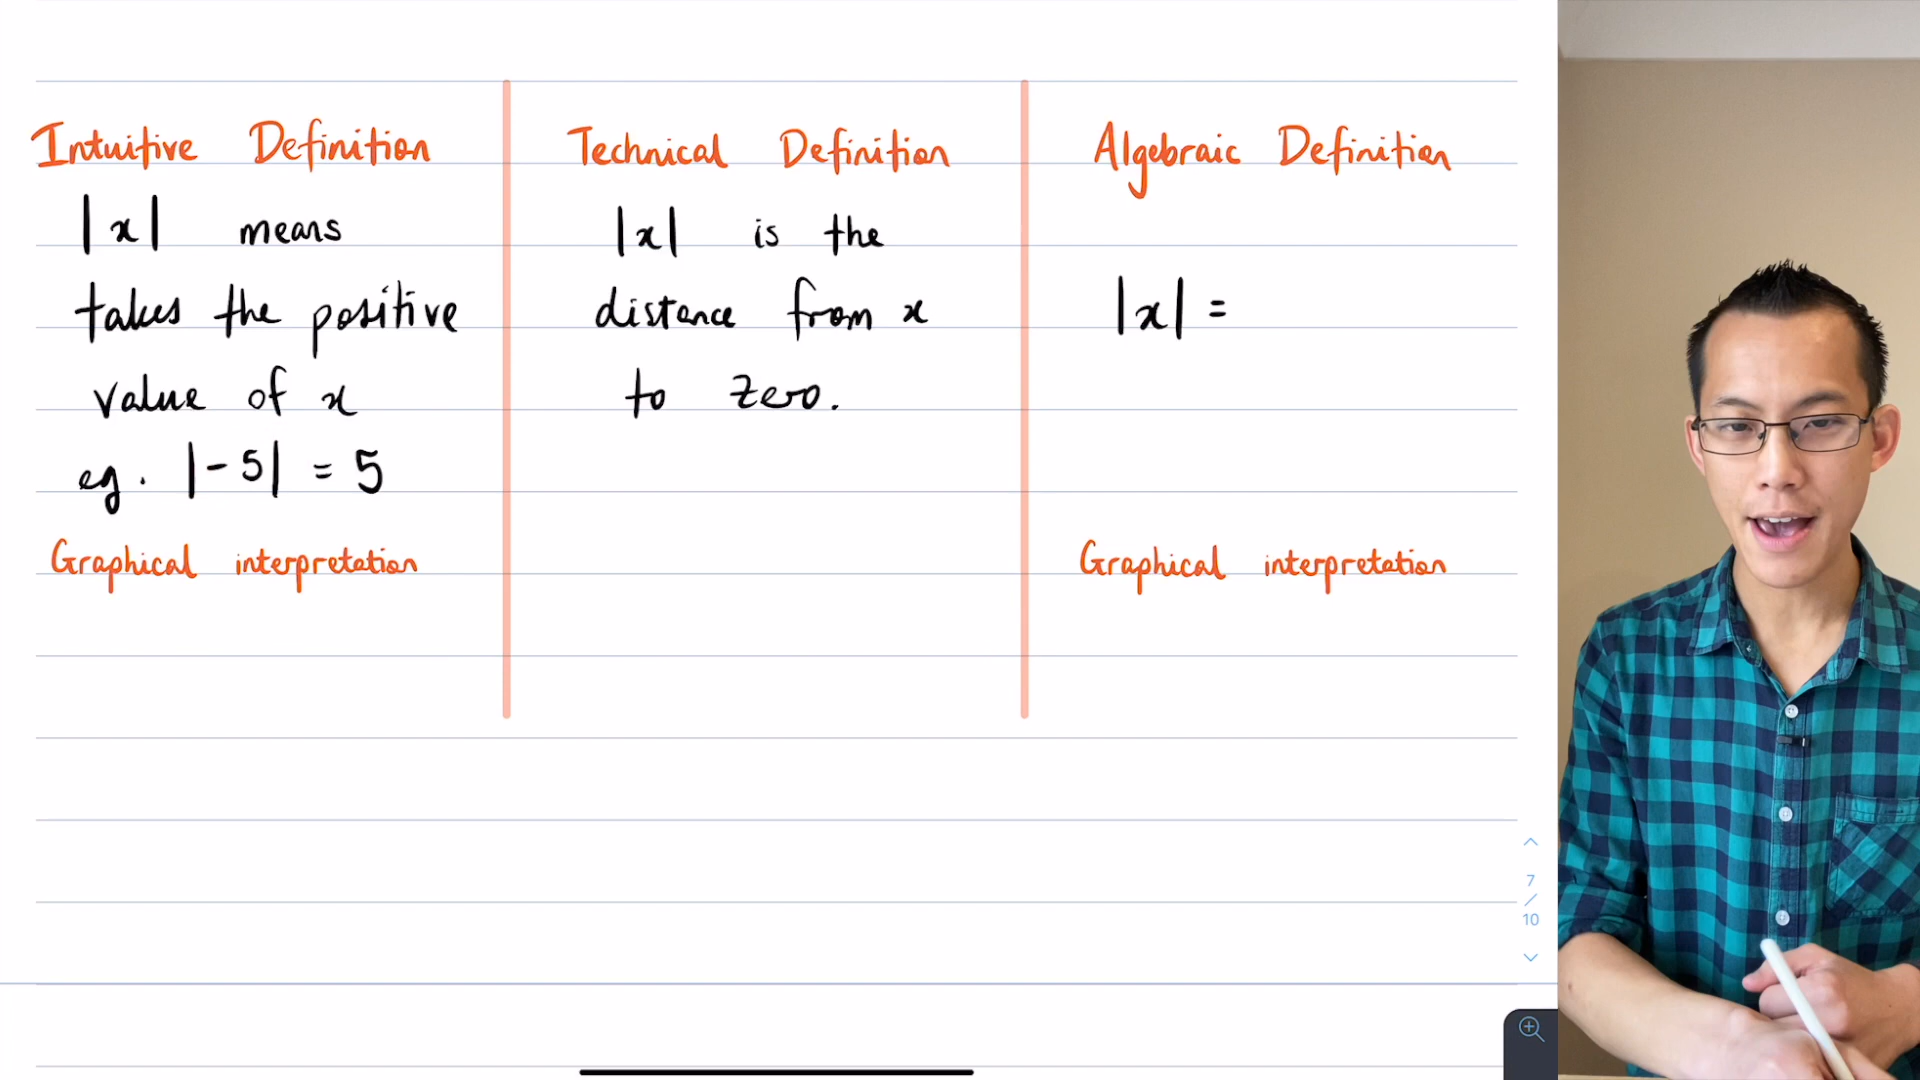 Intuitive Definition
|x| means
takes the positive
value of x
eg. |-5| = 5
Graphical interpretation
Technical Definition
|x| is the
distance from x
to zero.
Algebraic Definition
|x| =
Graphical interpretation
7
/
10